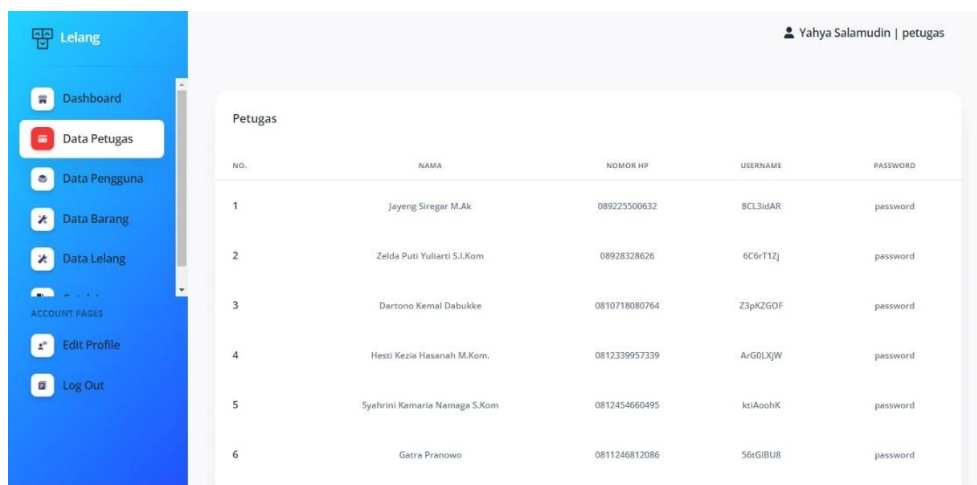 Lelang
Yahya Salamudin | petugas
Dashboard
Data Petugas
Data Pengguna
Data Barang
Data Lelang
ACCOUNT PAGES
Edit Profile
Log Out
Petugas
NO. NAMA NOMOR HP USERNAME PASSWORD
1 Jayeng Siregar M.Ak 089225500632 8CL3idAR password
2 Zelda Puti Yuliarti S.I.Kom 08928328626 6C6rT1Zj password
3 Dartono Kemal Dabukke 0810718080764 Z3pKZGOF password
4 Hesti Kezia Hasanah M.Kom. 0812339957339 ArG0LXjW password
5 Syahrini Kamaria Namaga S.Kom 0812454660495 ktiAoohK password
6 Gatra Pranowo 0811246812086 56tGIBU8 password